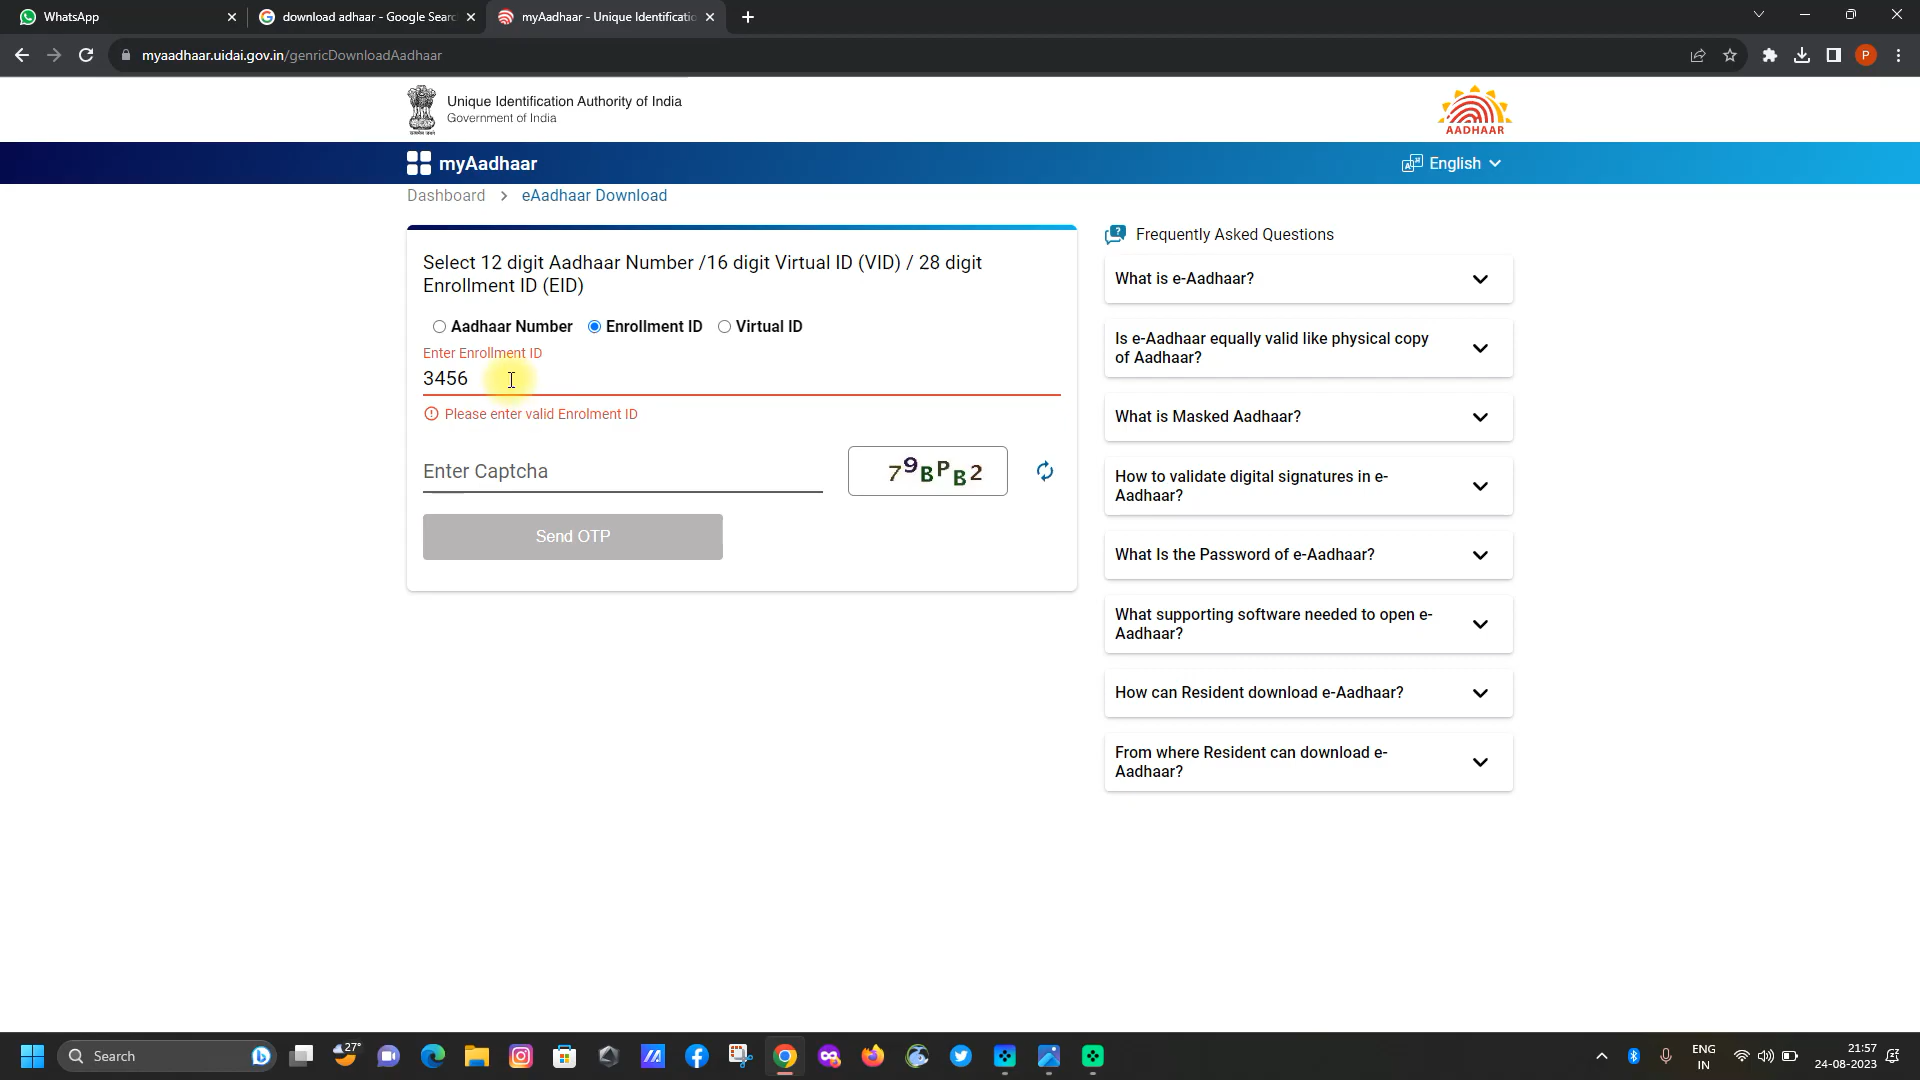 WhatsApp
download adhaar - Google Searc
myAadhaar - Unique Identificatio
myaadhaar.uidai.gov.in/genricDownloadAadhaar
P
Unique Identification Authority of India
Government of India
AADHAAR
myAadhaar
English
Dashboard > eAadhaar Download
Select 12 digit Aadhaar Number /16 digit Virtual ID (VID) / 28 digit
Enrollment ID (EID)
Aadhaar Number Enrollment ID Virtual ID
Enter Enrollment ID
3456
Please enter valid Enrolment ID
Enter Captcha
79BPB2
Send OTP
Frequently Asked Questions
What is e-Aadhaar?
Is e-Aadhaar equally valid like physical copy
of Aadhaar?
What is Masked Aadhaar?
How to validate digital signatures in e-
Aadhaar?
What Is the Password of e-Aadhaar?
What supporting software needed to open e-
Aadhaar?
How can Resident download e-Aadhaar?
From where Resident can download e-
Aadhaar?
Search
27°
ENG
IN
21:57
24-08-2023